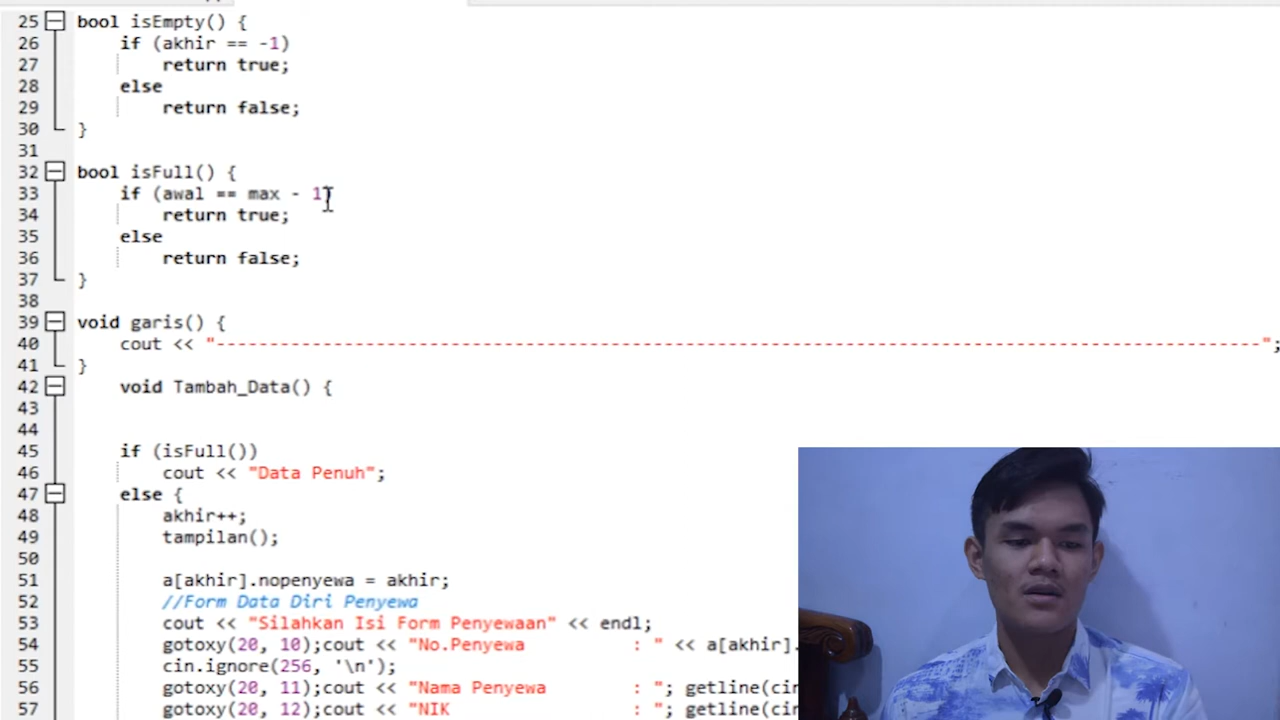 25 bool isEmpty() {
26 if (akhir == -1)
27 return true;
28 else
29 return false;
30 }
31
32 bool isFull() {
33 if (awal == max - 1)
34 return true;
35 else
36 return false;
37 }
38
39 void garis() {
40 cout << "--------------------------------------------------------------------------------------------------";
41 }
42 void Tambah_Data() {
43
44
45 if (isFull())
46 cout << "Data Penuh";
47 else {
48 akhir++;
49 tampilan();
50
51 a[akhir].nopenyewa = akhir;
52 //Form Data Diri Penyewa
53 cout << "Silahkan Isi Form Penyewaan" << endl;
54 gotoxy(20, 10);cout << "No.Penyewa : " << a[akhir].
55 cin.ignore(256, '\n');
56 gotoxy(20, 11);cout << "Nama Penyewa : "; getline(cin
57 gotoxy(20, 12);cout << "NIK : "; getline(cin